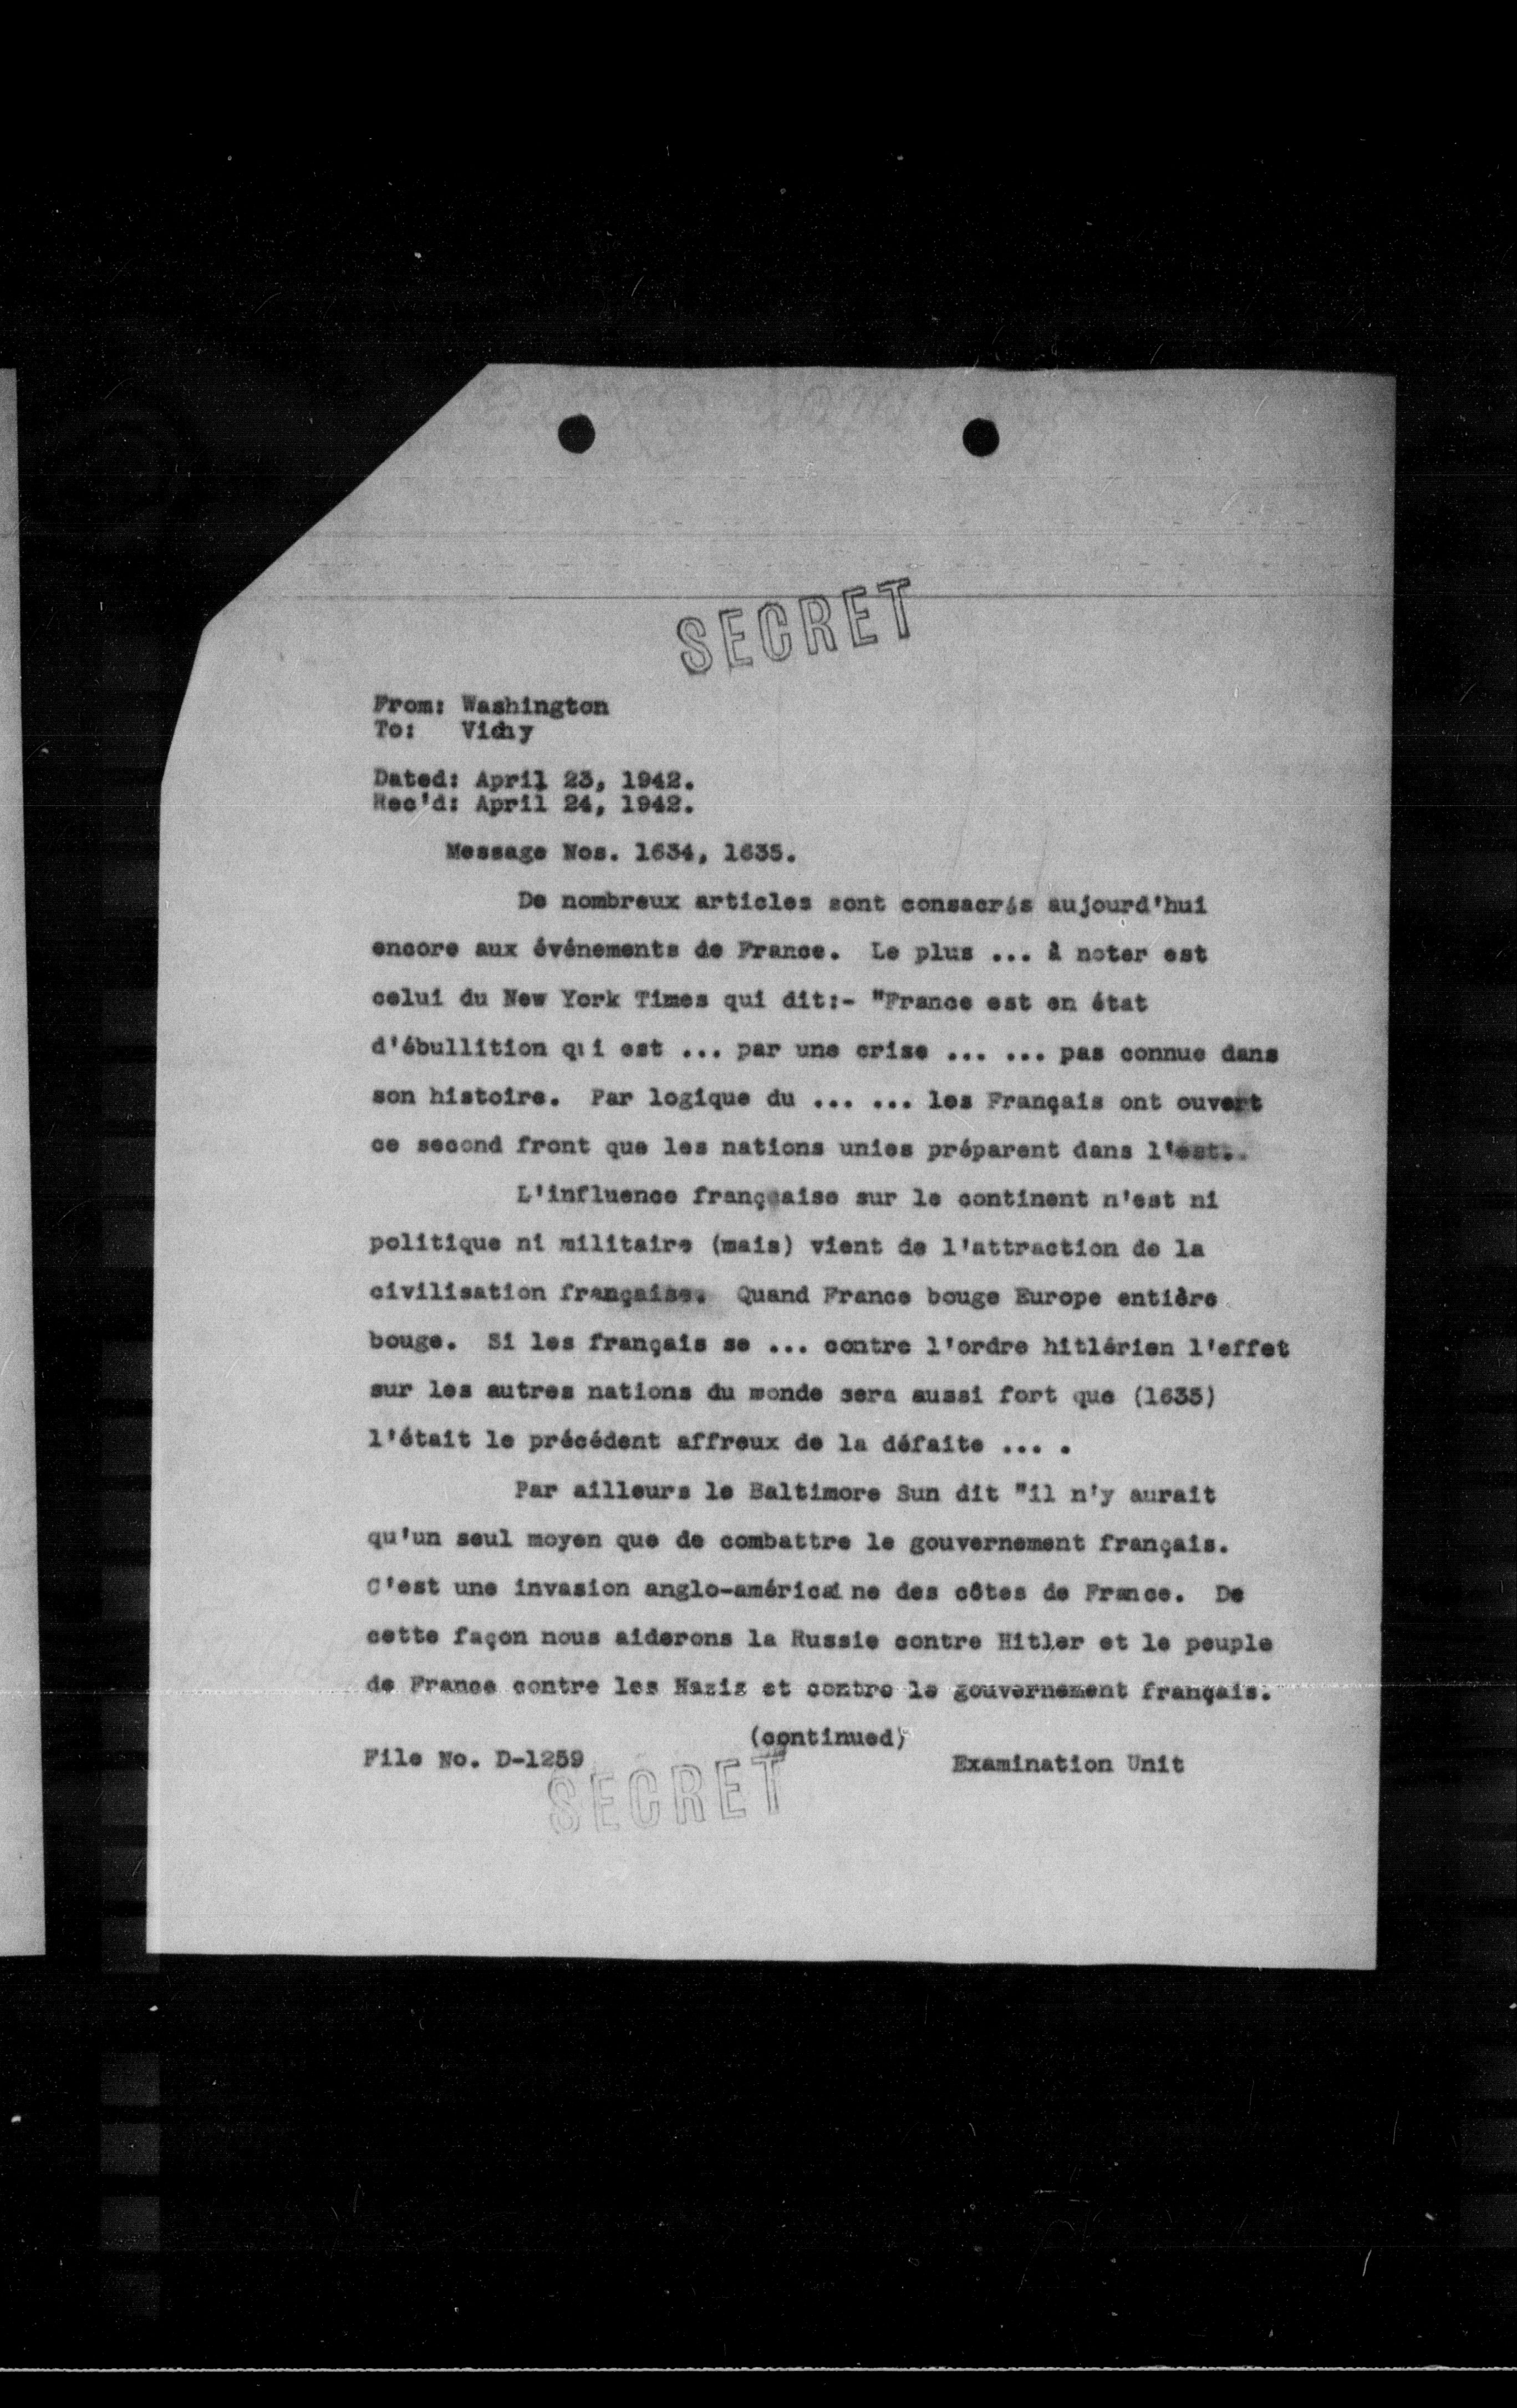 SECRET
From: Washington
To: Vichy
Dated: April 23, 1942.
Rec'd: April 24, 1942.
Message Nos. 1634, 1635.
De nombreux articles sont consacrés aujourd'hui
encore aux événements de France. Le plus ... à noter est
celui du New York Times qui dit:- "France est en état
d'ébullition qui est ... par une crise ... ... pas connue dans
son histoire. Par logique du ... ... les Français ont ouvert
ce second front que les nations unies préparent dans l'est..
L'influence française sur le continent n'est ni
politique ni militaire (mais) vient de l'attraction de la
civilisation française. Quand France bouge Europe entière
bouge. Si les français se ... contre l'ordre hitlérien l'effet
sur les autres nations du monde sera aussi fort que (1635)
l'était le précédent affreux de la défaite ... .
Par ailleurs le Baltimore Sun dit "il n'y aurait
qu'un seul moyen que de combattre le gouvernement français.
C'est une invasion anglo-américaine des côtes de France. De
cette façon nous aiderons la Russie contre Hitler et le peuple
de France contre les Nazis et contre le gouvernement français.
(continued)
File No. D-1259
Examination Unit
SECRET